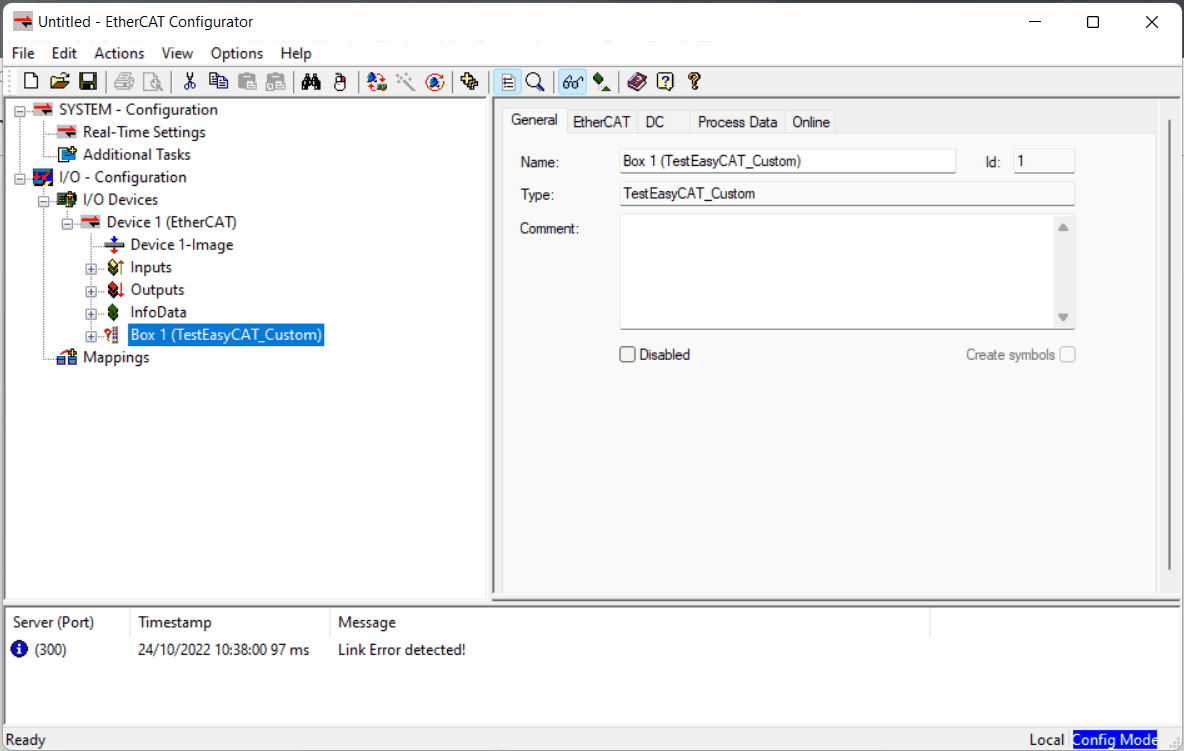 Untitled - EtherCAT Configurator
File Edit Actions View Options Help
SYSTEM - Configuration
Real-Time Settings
Additional Tasks
I/O - Configuration
I/O Devices
Device 1 (EtherCAT)
Device 1-Image
Inputs
Outputs
InfoData
Box 1 (TestEasyCAT_Custom)
Mappings
General EtherCAT DC Process Data Online
Name: Box 1 (TestEasyCAT_Custom) Id: 1
Type: TestEasyCAT_Custom
Comment:
Disabled Create symbols
Server (Port) Timestamp Message
(300) 24/10/2022 10:38:00 97 ms Link Error detected!
Ready Local Config Mode